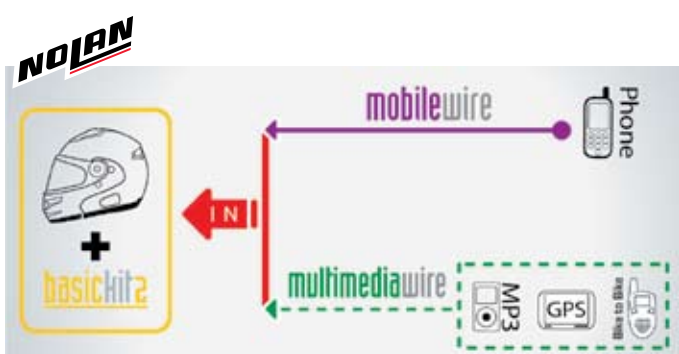 NOLAN
mobilewire
Phone
IN
basickit2
multimediawire
MP3
GPS
Bike to Bike